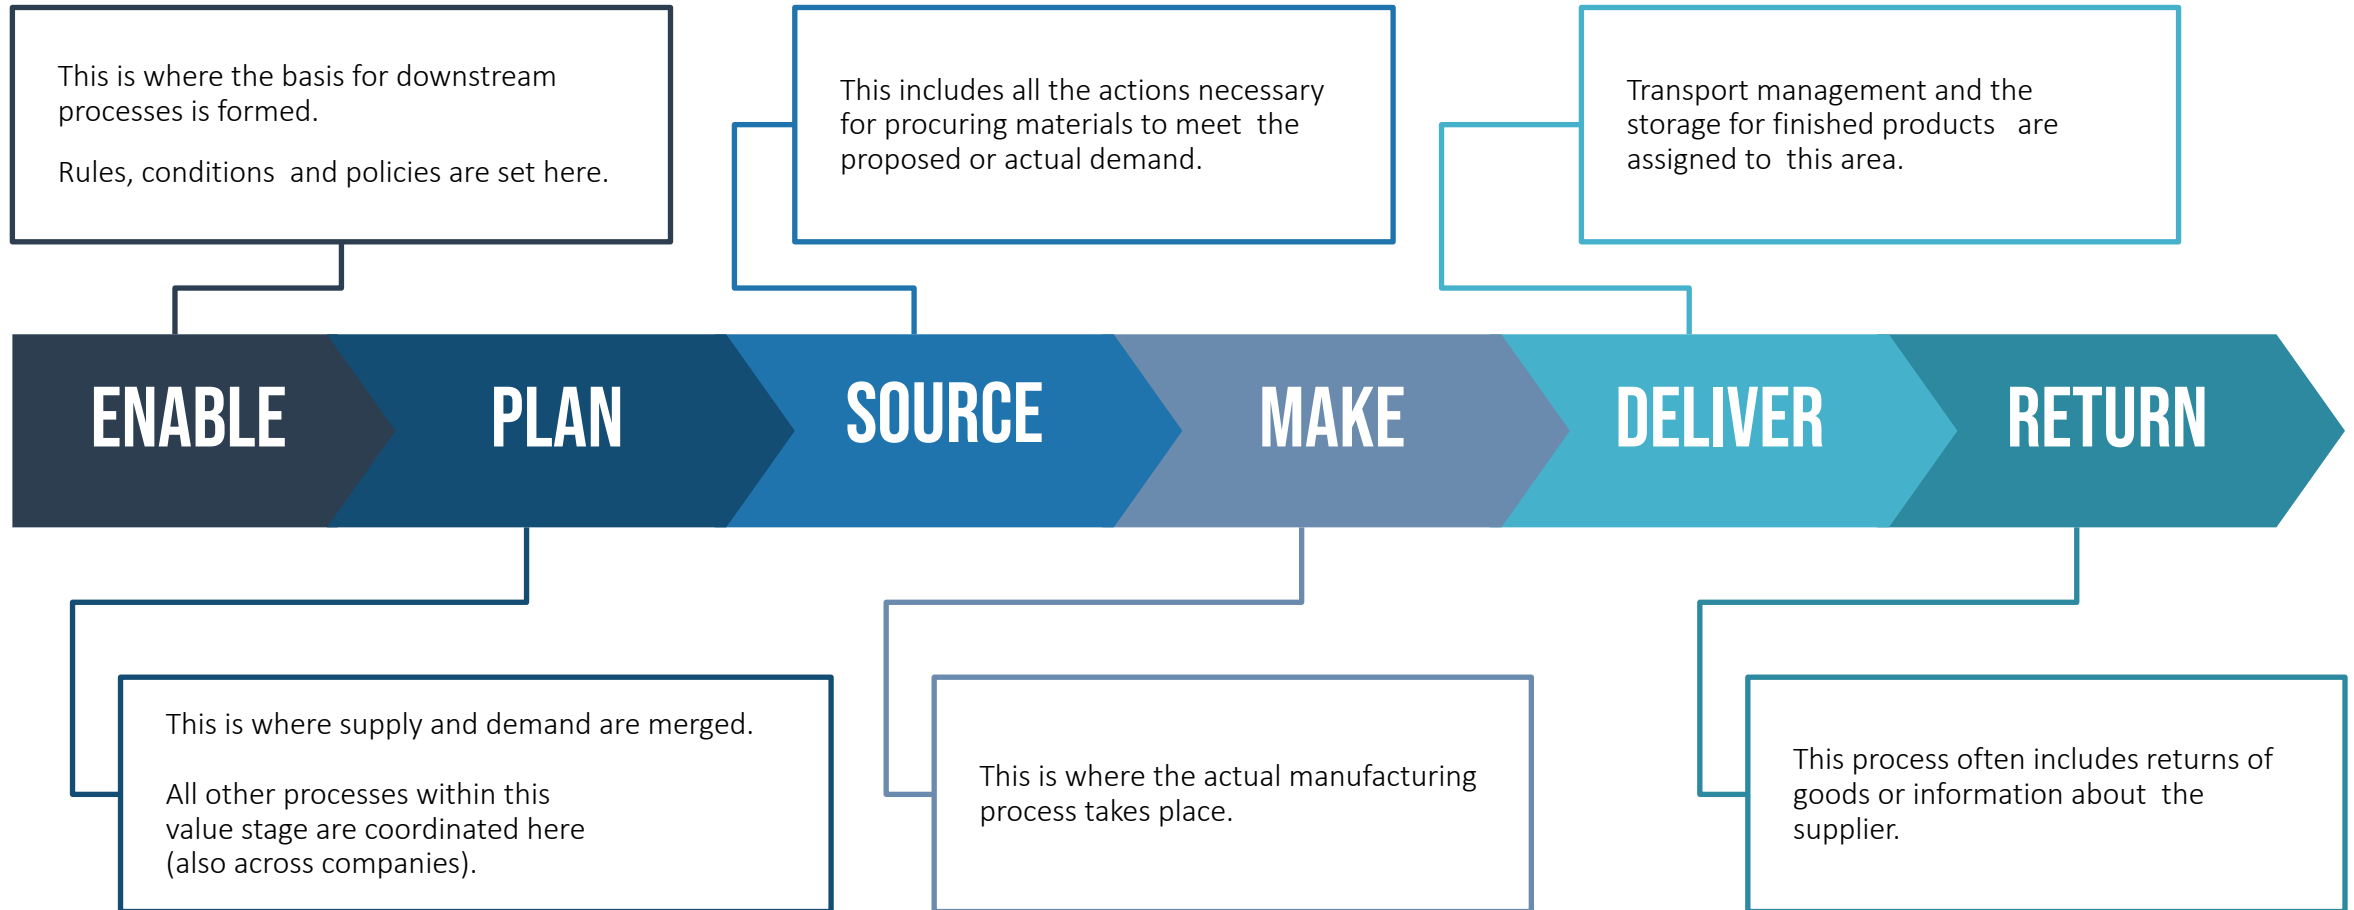 This is where the basis for downstream
processes is formed.
Rules, conditions and policies are set here.
This includes all the actions necessary
for procuring materials to meet the
proposed or actual demand.
Transport management and the
storage for finished products are
assigned to this area.
ENABLE
PLAN
SOURCE
MAKE
DELIVER
RETURN
This is where supply and demand are merged.
All other processes within this
value stage are coordinated here
(also across companies).
This is where the actual manufacturing
process takes place.
This process often includes returns of
goods or information about the
supplier.